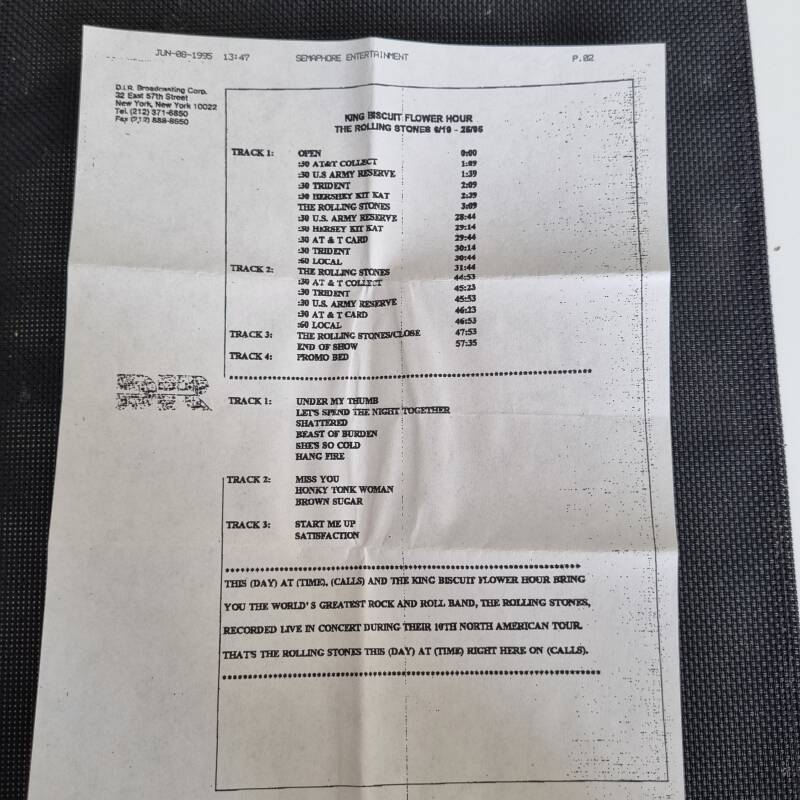 JUN-08-1995 13:47 SEMAPHORE ENTERTAINMENT P.02
D.I.R. Broadcasting Corp.
32 East 57th Street
New York, New York 10022
Tel. (212) 371-6850
Fax (212) 888-8650
KING BISCUIT FLOWER HOUR
THE ROLLING STONES 6/19 - 25/95
TRACK 1: OPEN 0:00
:30 AT&T COLLECT 1:09
:30 U.S ARMY RESERVE 1:39
:30 TRIDENT 2:09
:30 HERSHEY KIT KAT 2:39
THE ROLLING STONES 3:09
:30 U.S. ARMY RESERVE 28:44
:30 HERSEY KIT KAT 29:14
:30 AT & T CARD 29:44
:30 TRIDENT 30:14
:60 LOCAL 30:44
TRACK 2: THE ROLLING STONES 31:44
:30 AT & T COLLECT 44:53
:30 TRIDENT 45:23
:30 U.S. ARMY RESERVE 45:53
:30 AT & T CARD 46:23
:60 LOCAL 46:53
TRACK 3: THE ROLLING STONES/CLOSE 47:53
END OF SHOW 57:35
TRACK 4: PROMO BED
DIR
TRACK 1: UNDER MY THUMB
LET'S SPEND THE NIGHT TOGETHER
SHATTERED
BEAST OF BURDEN
SHE'S SO COLD
HANG FIRE
TRACK 2: MISS YOU
HONKY TONK WOMAN
BROWN SUGAR
TRACK 3: START ME UP
SATISFACTION
THIS (DAY) AT (TIME), (CALLS) AND THE KING BISCUIT FLOWER HOUR BRING
YOU THE WORLD'S GREATEST ROCK AND ROLL BAND, THE ROLLING STONES,
RECORDED LIVE IN CONCERT DURING THEIR 10TH NORTH AMERICAN TOUR.
THAT'S THE ROLLING STONES THIS (DAY) AT (TIME) RIGHT HERE ON (CALLS).